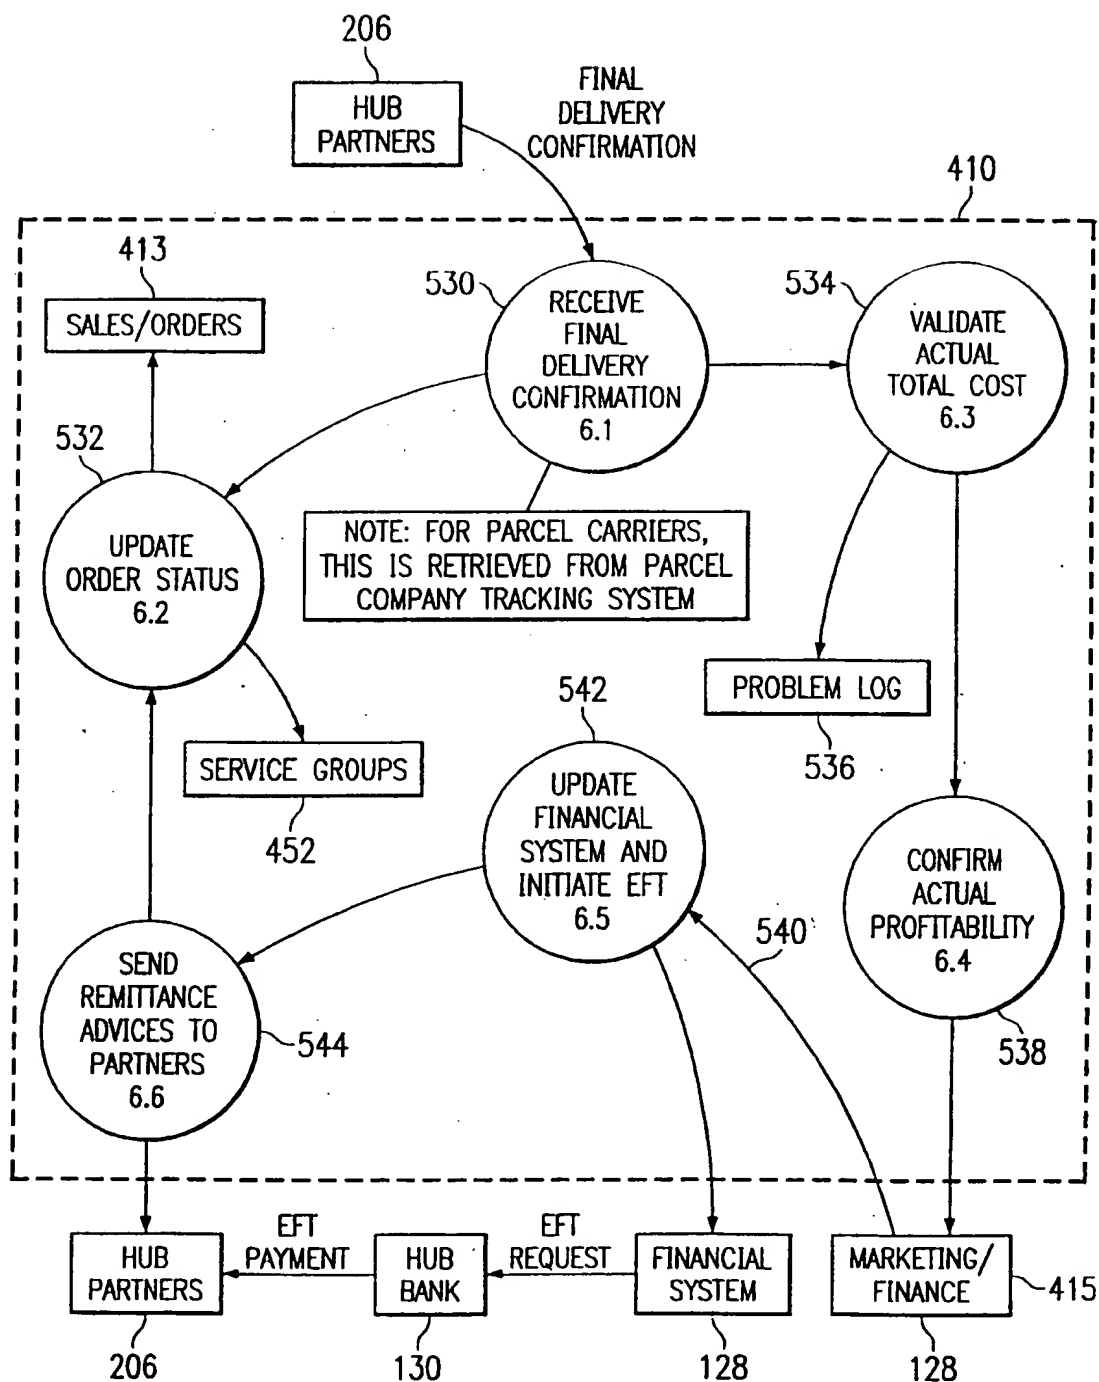 206
HUB
PARTNERS
FINAL
DELIVERY
CONFIRMATION
410
413
SALES/ORDERS
530
RECEIVE
FINAL
DELIVERY
CONFIRMATION
6.1
534
VALIDATE
ACTUAL
TOTAL COST
6.3
532
UPDATE
ORDER STATUS
6.2
NOTE: FOR PARCEL CARRIERS,
THIS IS RETRIEVED FROM PARCEL
COMPANY TRACKING SYSTEM
PROBLEM LOG
536
SERVICE GROUPS
452
542
UPDATE
FINANCIAL
SYSTEM AND
INITIATE EFT
6.5
540
CONFIRM
ACTUAL
PROFITABILITY
6.4
538
SEND
REMITTANCE
ADVICES TO
PARTNERS
6.6
544
HUB
PARTNERS
206
EFT
PAYMENT
HUB
BANK
130
EFT
REQUEST
FINANCIAL
SYSTEM
128
MARKETING/
FINANCE
415
128